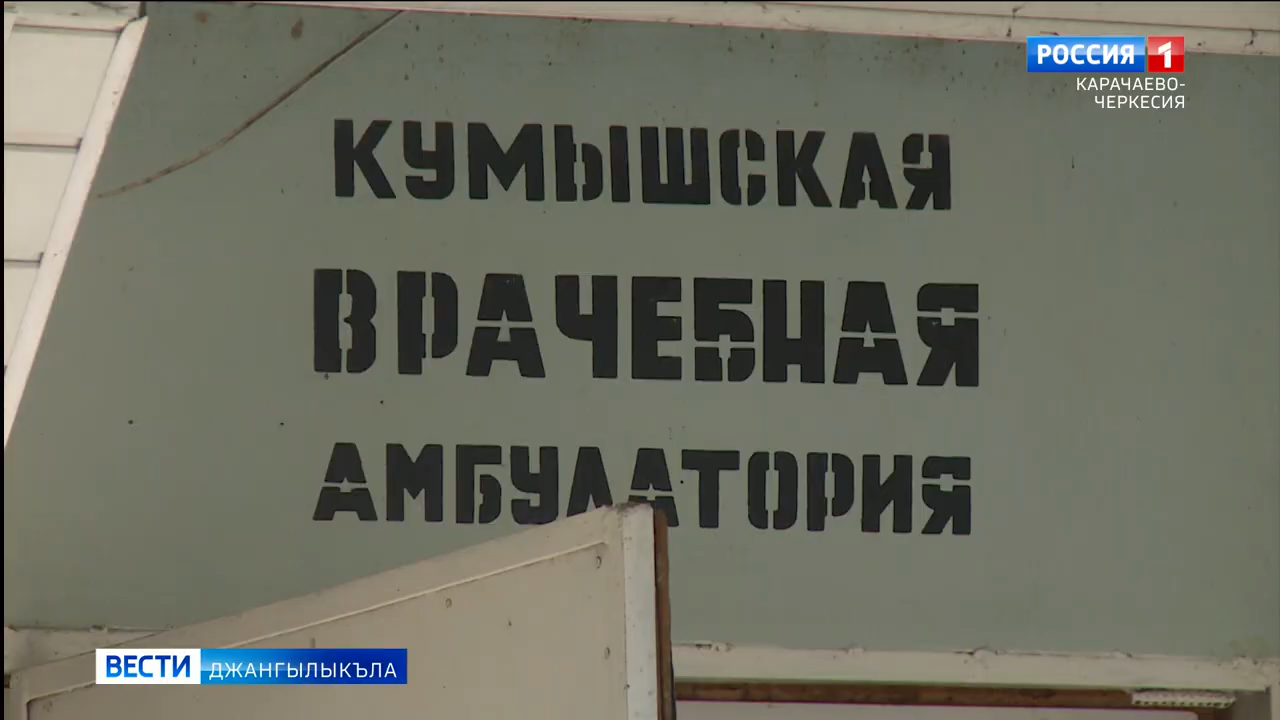 РОССИЯ 1
КАРАЧАЕВО-
ЧЕРКЕСИЯ
КУМЫШСКАЯ
ВРАЧЕБНАЯ
АМБУЛАТОРИЯ
ВЕСТИ ДЖАНГЫЛЫКЪЛА